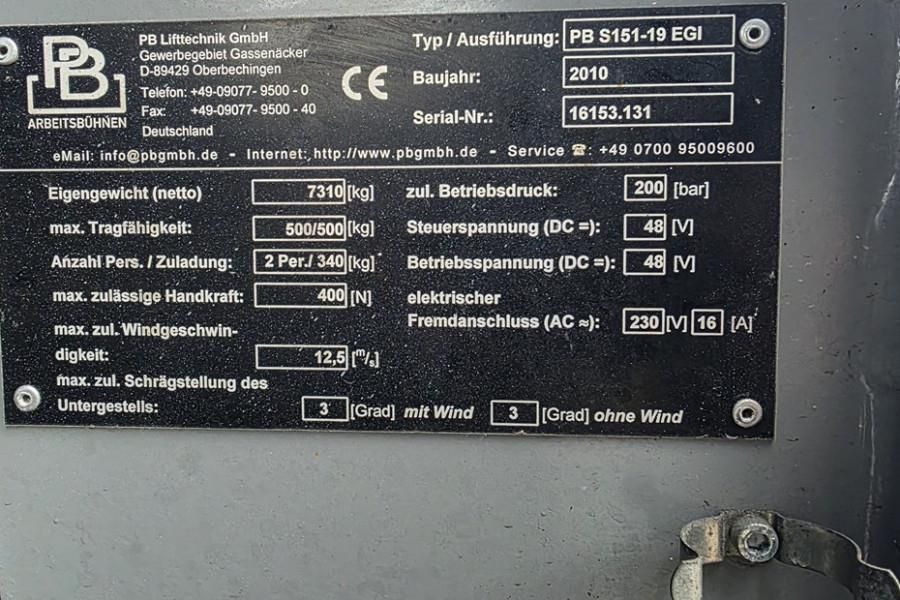 PB
ARBEITSBÜHNEN
PB Lifttechnik GmbH
Gewerbegebiet Gassenäcker
D-89429 Oberbechingen
Telefon: +49-09077- 9500 - 0
Fax: +49-09077- 9500 - 40
Deutschland
CE
Typ / Ausführung: PB S151-19 EGI
Baujahr: 2010
Serial-Nr.: 16153.131
eMail: info@pbgmbh.de - Internet: http://www.pbgmbh.de - Service ☎: +49 0700 95009600
Eigengewicht (netto) 7310 [kg]
max. Tragfähigkeit: 500/500 [kg]
Anzahl Pers. / Zuladung: 2 Per./ 340 [kg]
max. zulässige Handkraft: 400 [N]
max. zul. Windgeschwin-
digkeit: 12,5 [m/s]
max. zul. Schrägstellung des
Untergestells: 3 [Grad] mit Wind 3 [Grad] ohne Wind
zul. Betriebsdruck: 200 [bar]
Steuerspannung (DC =): 48 [V]
Betriebsspannung (DC =): 48 [V]
elektrischer
Fremdanschluss (AC ≈): 230 [V] 16 [A]